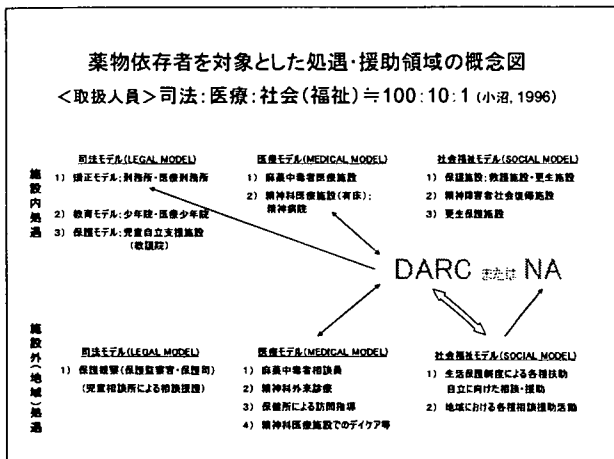 薬物依存者を対象とした処遇・援助領域の概念図
＜取扱人員＞司法：医療：社会（福祉）≒100：10：1 (小沼, 1996)
施設内処遇
司法モデル(LEGAL MODEL)
1） 矯正モデル；刑務所・医療刑務所
2） 教育モデル；少年院・医療少年院
3） 保護モデル；児童自立支援施設
（教護院）
医療モデル(MEDICAL MODEL)
1） 麻薬中毒者医療施設
2） 精神科医療施設（有床）；
精神病院
社会福祉モデル(SOCIAL MODEL)
1） 保護施設；救護施設・更生施設
2） 精神障害者社会復帰施設
3） 更生保護施設
DARC または NA
施設外（地域）処遇
司法モデル(LEGAL MODEL)
1） 保護観察（保護監察官・保護司）
（児童相談所による相談援護）
医療モデル(MEDICAL MODEL)
1） 麻薬中毒者相談員
2） 精神科外来診療
3） 保健所による訪問指導
4） 精神科医療施設でのデイケア等
社会福祉モデル(SOCIAL MODEL)
1） 生活保護制度による各種扶助
自立に向けた相談・援助
2） 地域における各種相談援助活動